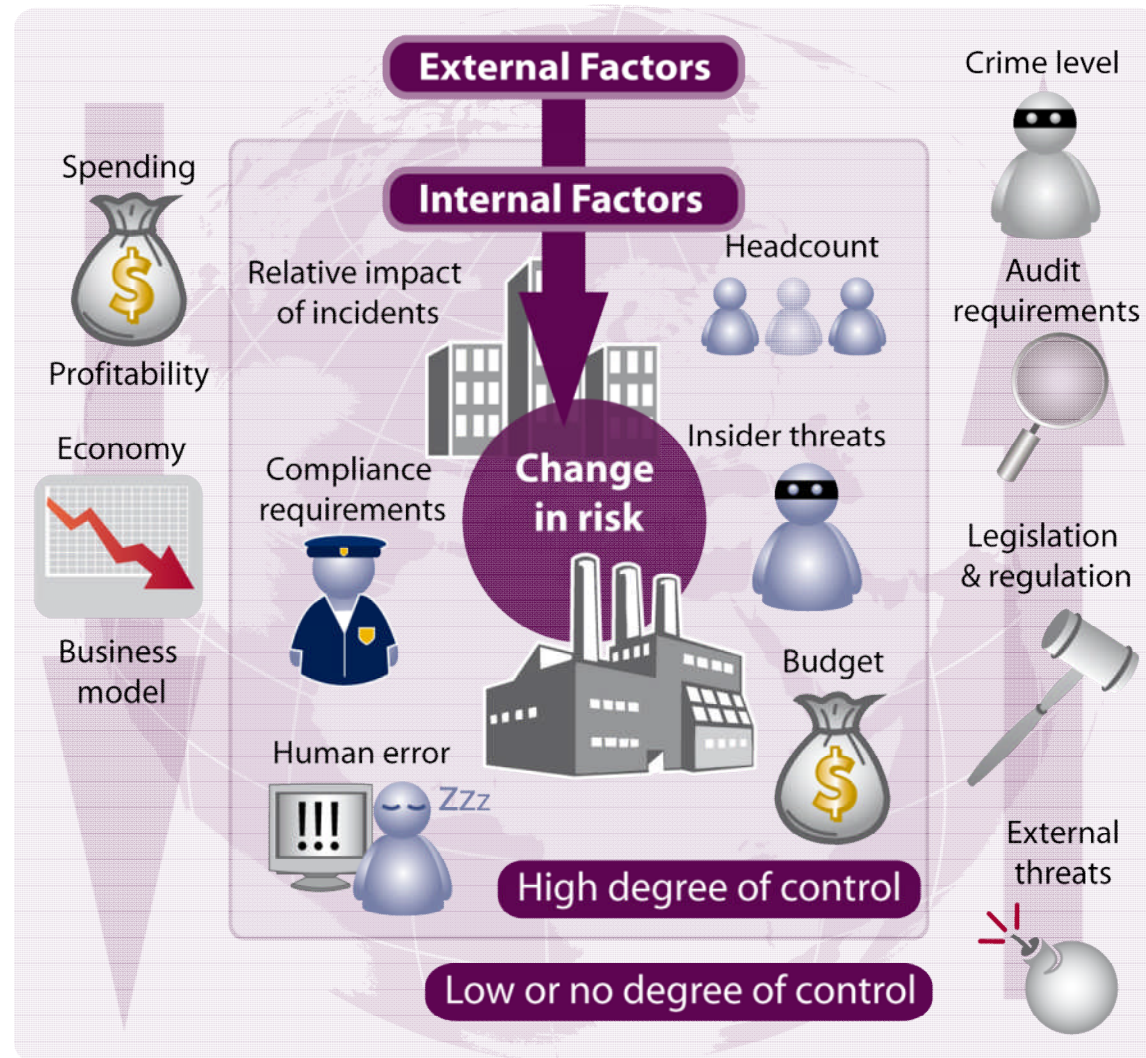 External Factors
Internal Factors
Spending
$
Profitability
Economy
Business
model
Relative impact
of incidents
Headcount
Compliance
requirements
Change
in risk
Insider threats
Human error
!!!
ZZz
Budget
$
High degree of control
Low or no degree of control
Crime level
Audit
requirements
Legislation
& regulation
External
threats